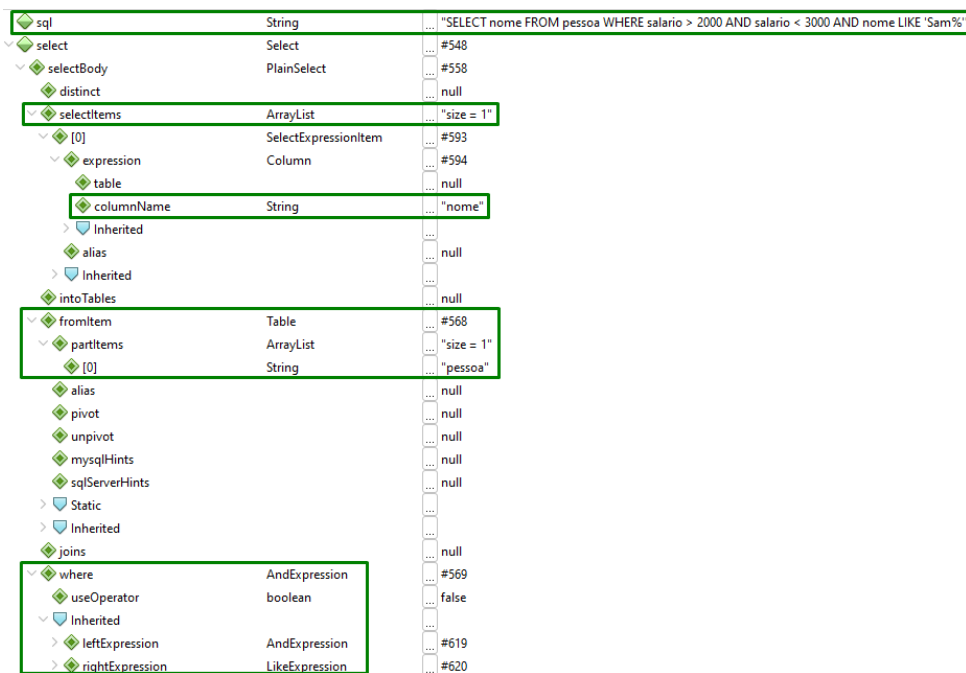 sql String ... "SELECT nome FROM pessoa WHERE salario > 2000 AND salario < 3000 AND nome LIKE 'Sam%'"
select Select ... #548
selectBody PlainSelect ... #558
distinct ... null
selectItems ArrayList ... "size = 1"
[0] SelectExpressionItem ... #593
expression Column ... #594
table ... null
columnName String ... "nome"
Inherited ...
alias ... null
Inherited ...
intoTables ... null
fromItem Table ... #568
partItems ArrayList ... "size = 1"
[0] String ... "pessoa"
alias ... null
pivot ... null
unpivot ... null
mysqlHints ... null
sqlServerHints ... null
Static ...
Inherited ...
joins ... null
where AndExpression ... #569
useOperator boolean ... false
Inherited ...
leftExpression AndExpression ... #619
rightExpression LikeExpression ... #620